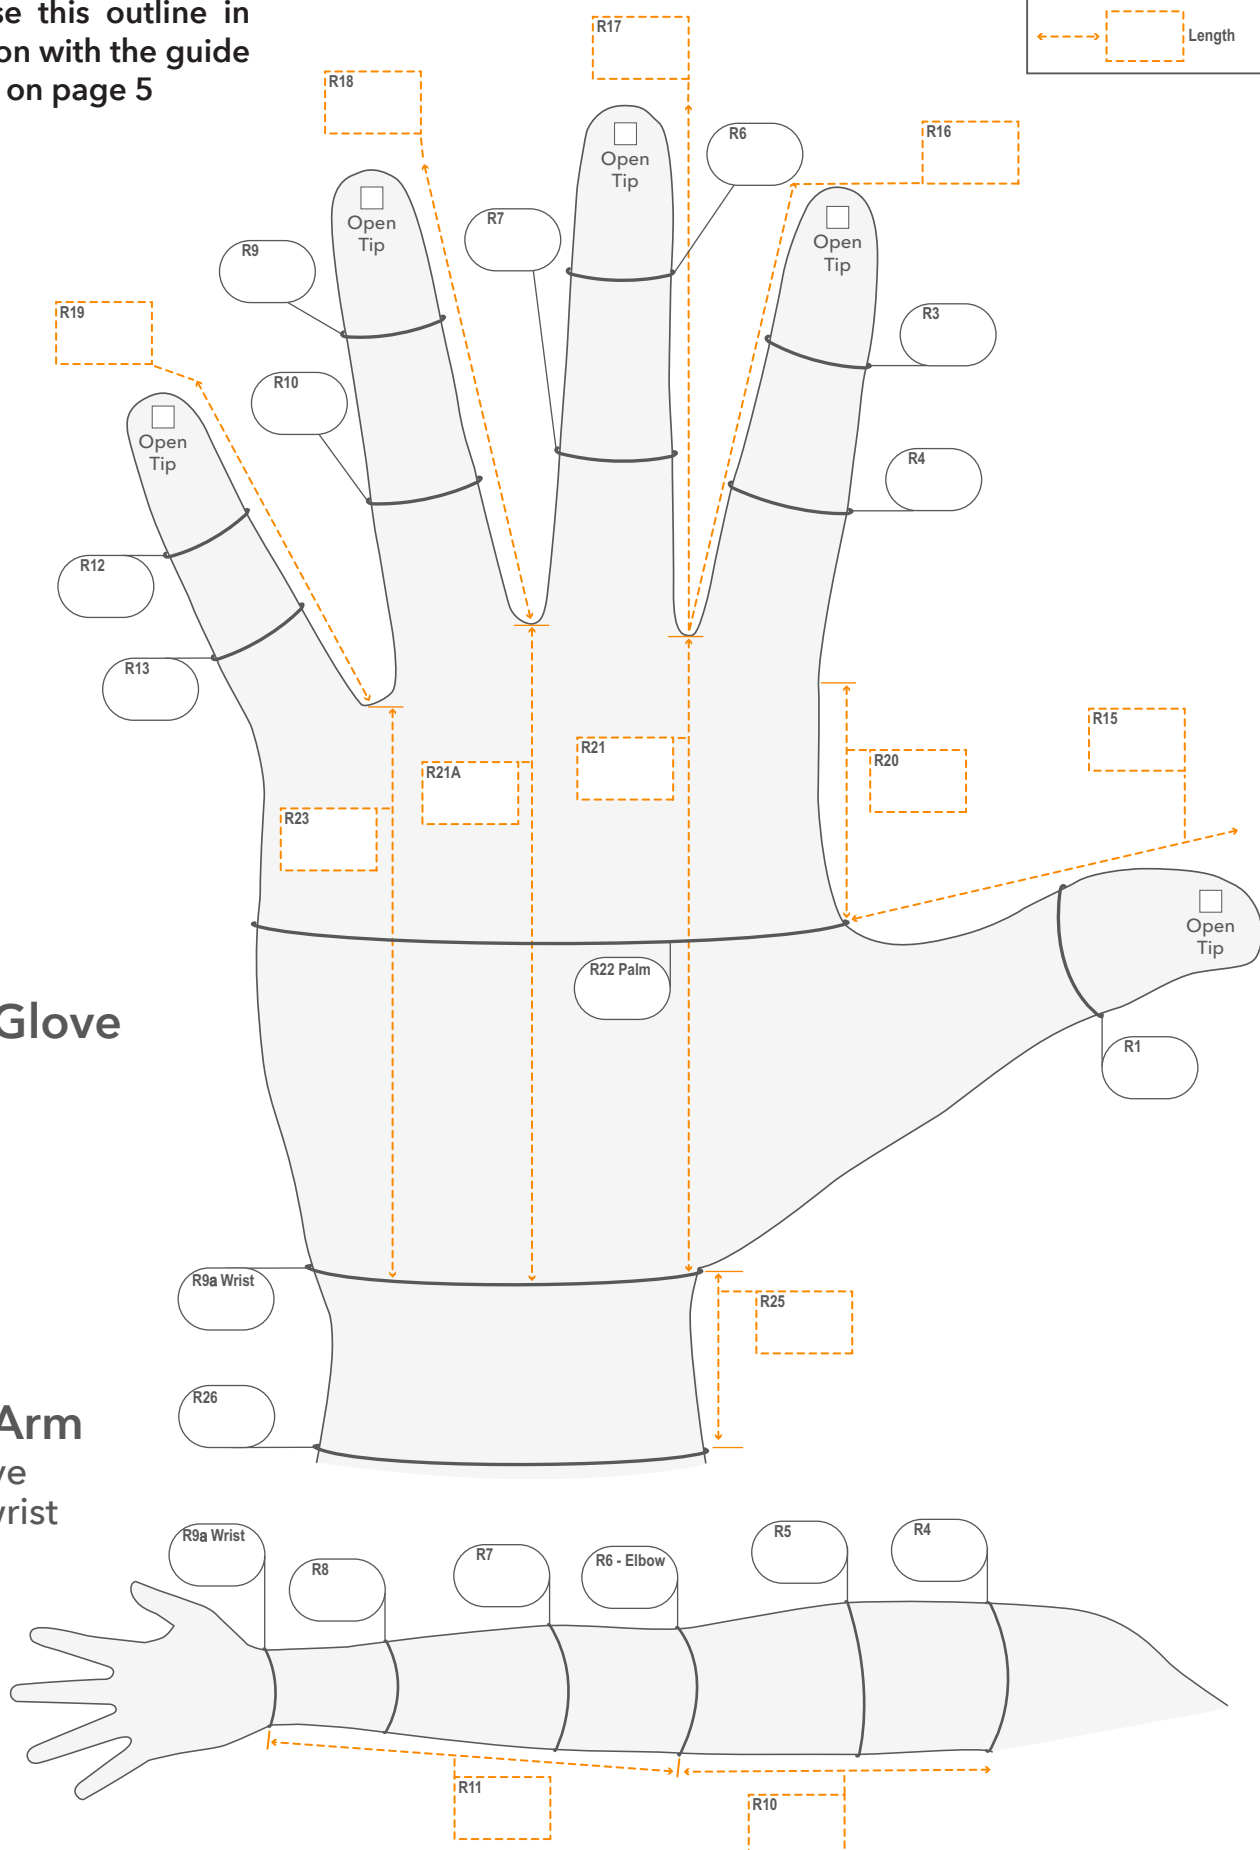 se this outline in
on with the guide
on page 5
Length
R17
R18
R16
R6
Open
Tip
R7
Open
Tip
Open
Tip
R9
R19
R3
R10
Open
Tip
R4
R12
R13
R15
R21
R20
R21A
R23
Open
Tip
R22 Palm
Glove
R1
R9a Wrist
R25
R26
Arm
ve
wrist
R9a Wrist
R8
R7
R6 - Elbow
R5
R4
R11
R10